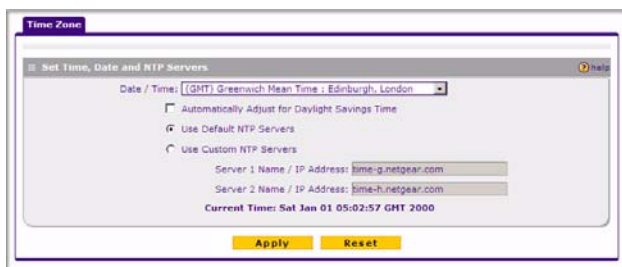 Time Zone
Set Time, Date and NTP Servers
help
Date / Time: (GMT) Greenwich Mean Time : Edinburgh, London
Automatically Adjust for Daylight Savings Time
Use Default NTP Servers
Use Custom NTP Servers
Server 1 Name / IP Address: time-g.netgear.com
Server 2 Name / IP Address: time-h.netgear.com
Current Time: Sat Jan 01 05:02:57 GMT 2000
Apply Reset